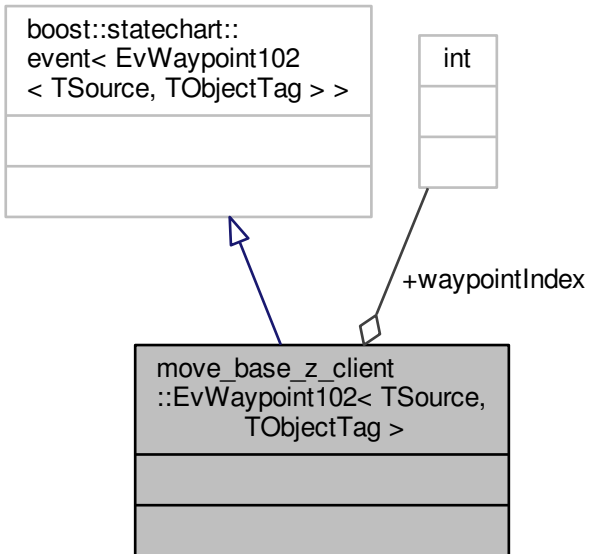 boost::statechart::
event< EvWaypoint102
< TSource, TObjectTag > >
int
+waypointIndex
move_base_z_client
::EvWaypoint102< TSource,
TObjectTag >